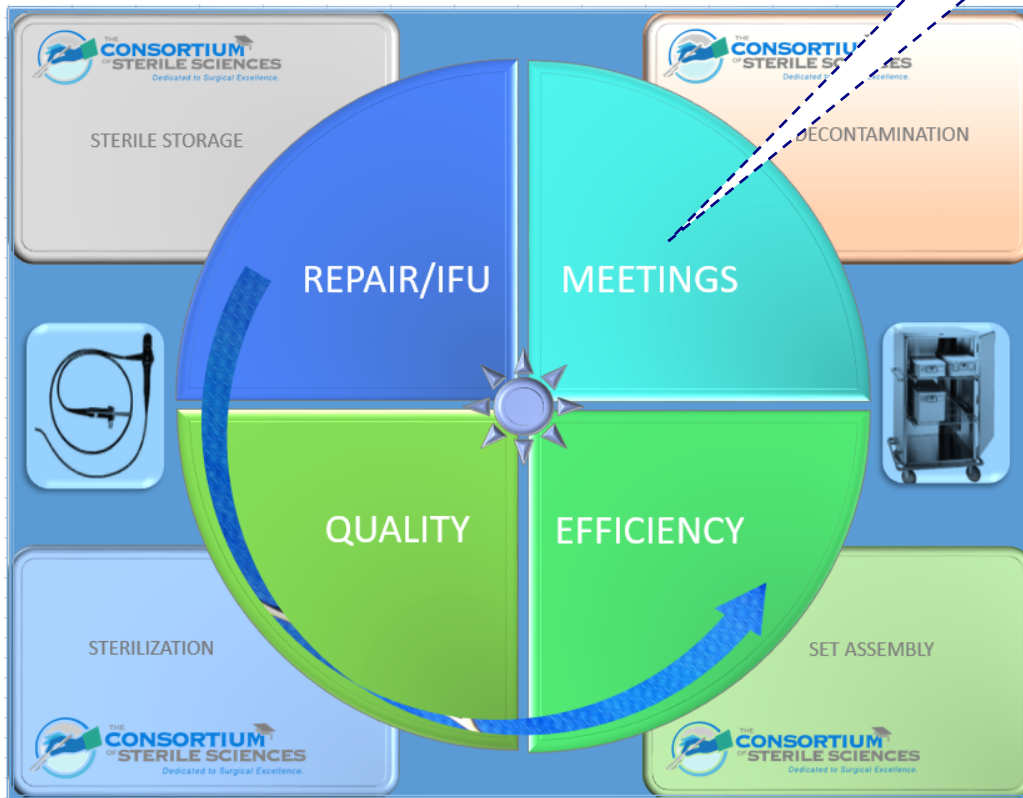 THE
CONSORTIUM
OF STERILE SCIENCES
Dedicated to Surgical Excellence.
STERILE STORAGE
THE
CONSORTIUM
OF STERILE SCIENCES
Dedicated to Surgical Excellence.
DECONTAMINATION
REPAIR/IFU
MEETINGS
QUALITY
EFFICIENCY
STERILIZATION
THE
CONSORTIUM
OF STERILE SCIENCES
Dedicated to Surgical Excellence.
SET ASSEMBLY
THE
CONSORTIUM
OF STERILE SCIENCES
Dedicated to Surgical Excellence.